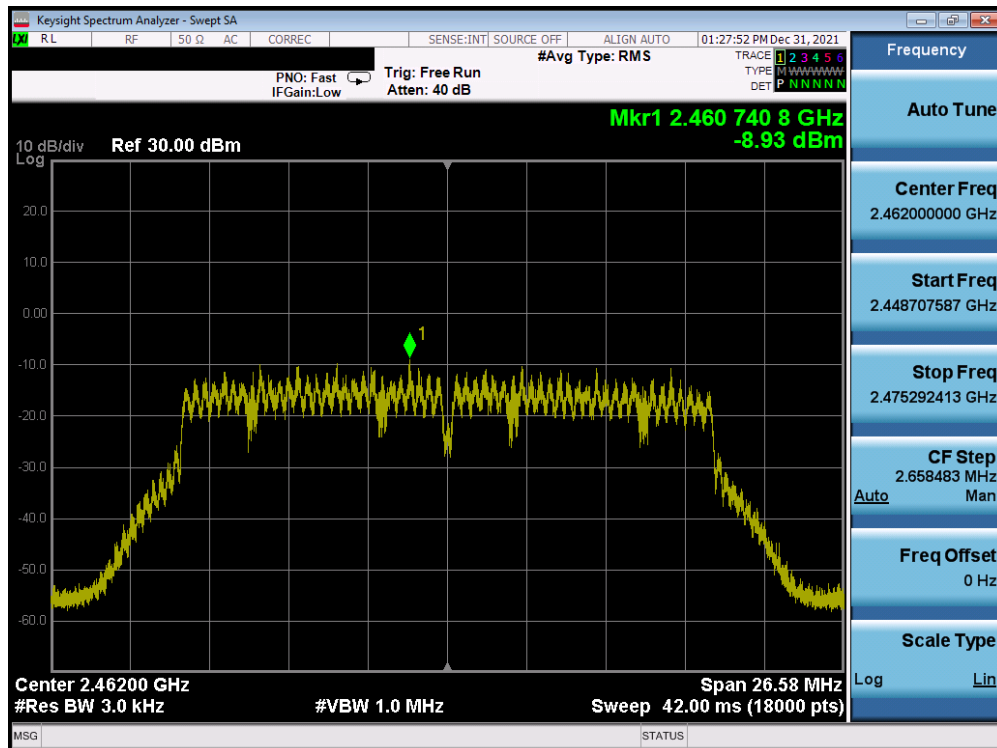 Keysight Spectrum Analyzer - Swept SA
LXI RL RF 50 Ω AC CORREC SENSE:INT SOURCE OFF ALIGN AUTO 01:27:52 PM Dec 31, 2021
PNO: Fast
IFGain:Low
Trig: Free Run
Atten: 40 dB
#Avg Type: RMS
TRACE 1 2 3 4 5 6
TYPE M W W W W W
DET P N N N N N
Mkr1 2.460 740 8 GHz
-8.93 dBm
10 dB/div
Log
Ref 30.00 dBm
20.0
10.0
0.00
-10.0
-20.0
-30.0
-40.0
-50.0
-60.0
1
Center 2.46200 GHz
Span 26.58 MHz
#Res BW 3.0 kHz
#VBW 1.0 MHz
Sweep 42.00 ms (18000 pts)
MSG
STATUS
Frequency
Auto Tune
Center Freq
2.462000000 GHz
Start Freq
2.448707587 GHz
Stop Freq
2.475292413 GHz
CF Step
2.658483 MHz
Auto Man
Freq Offset
0 Hz
Scale Type
Log Lin